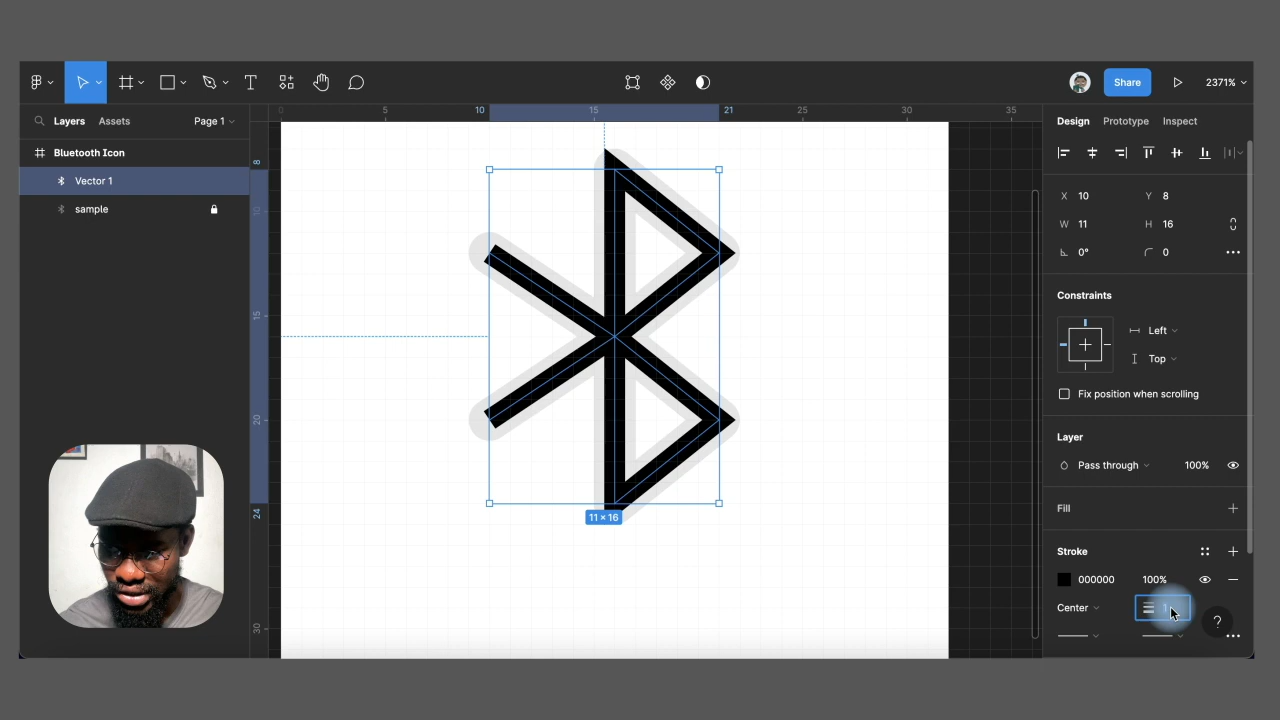 Share
2371%
Layers
Assets
Page 1
0
5
10
15
21
25
30
35
Design
Prototype
Inspect
Bluetooth Icon
Vector 1
sample
8
10
15
20
24
30
X 10
Y 8
W 11
H 16
0°
0
Constraints
Left
Top
Fix position when scrolling
Layer
Pass through
100%
Fill
11 × 16
Stroke
000000
100%
Center
1
?